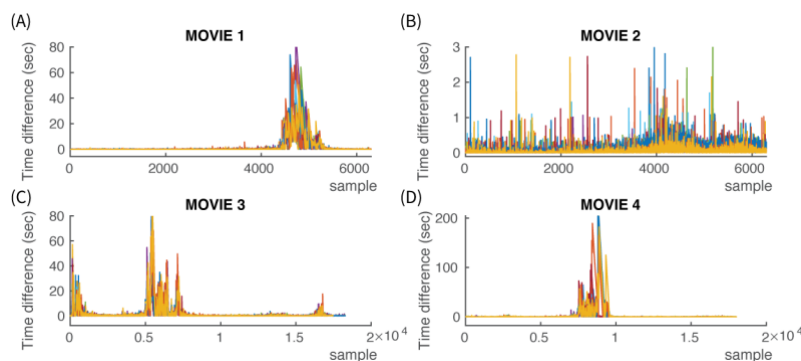 (A)
MOVIE 1
Time difference (sec)
80
60
40
20
0
0 2000 4000 6000
sample
(B)
MOVIE 2
Time difference (sec)
3
2
1
0
0 2000 4000 6000
sample
(C)
MOVIE 3
Time difference (sec)
80
60
40
20
0
0 0.5 1 1.5 2×10⁴
sample
(D)
MOVIE 4
Time difference (sec)
200
100
0
0 0.5 1 1.5 2×10⁴
sample